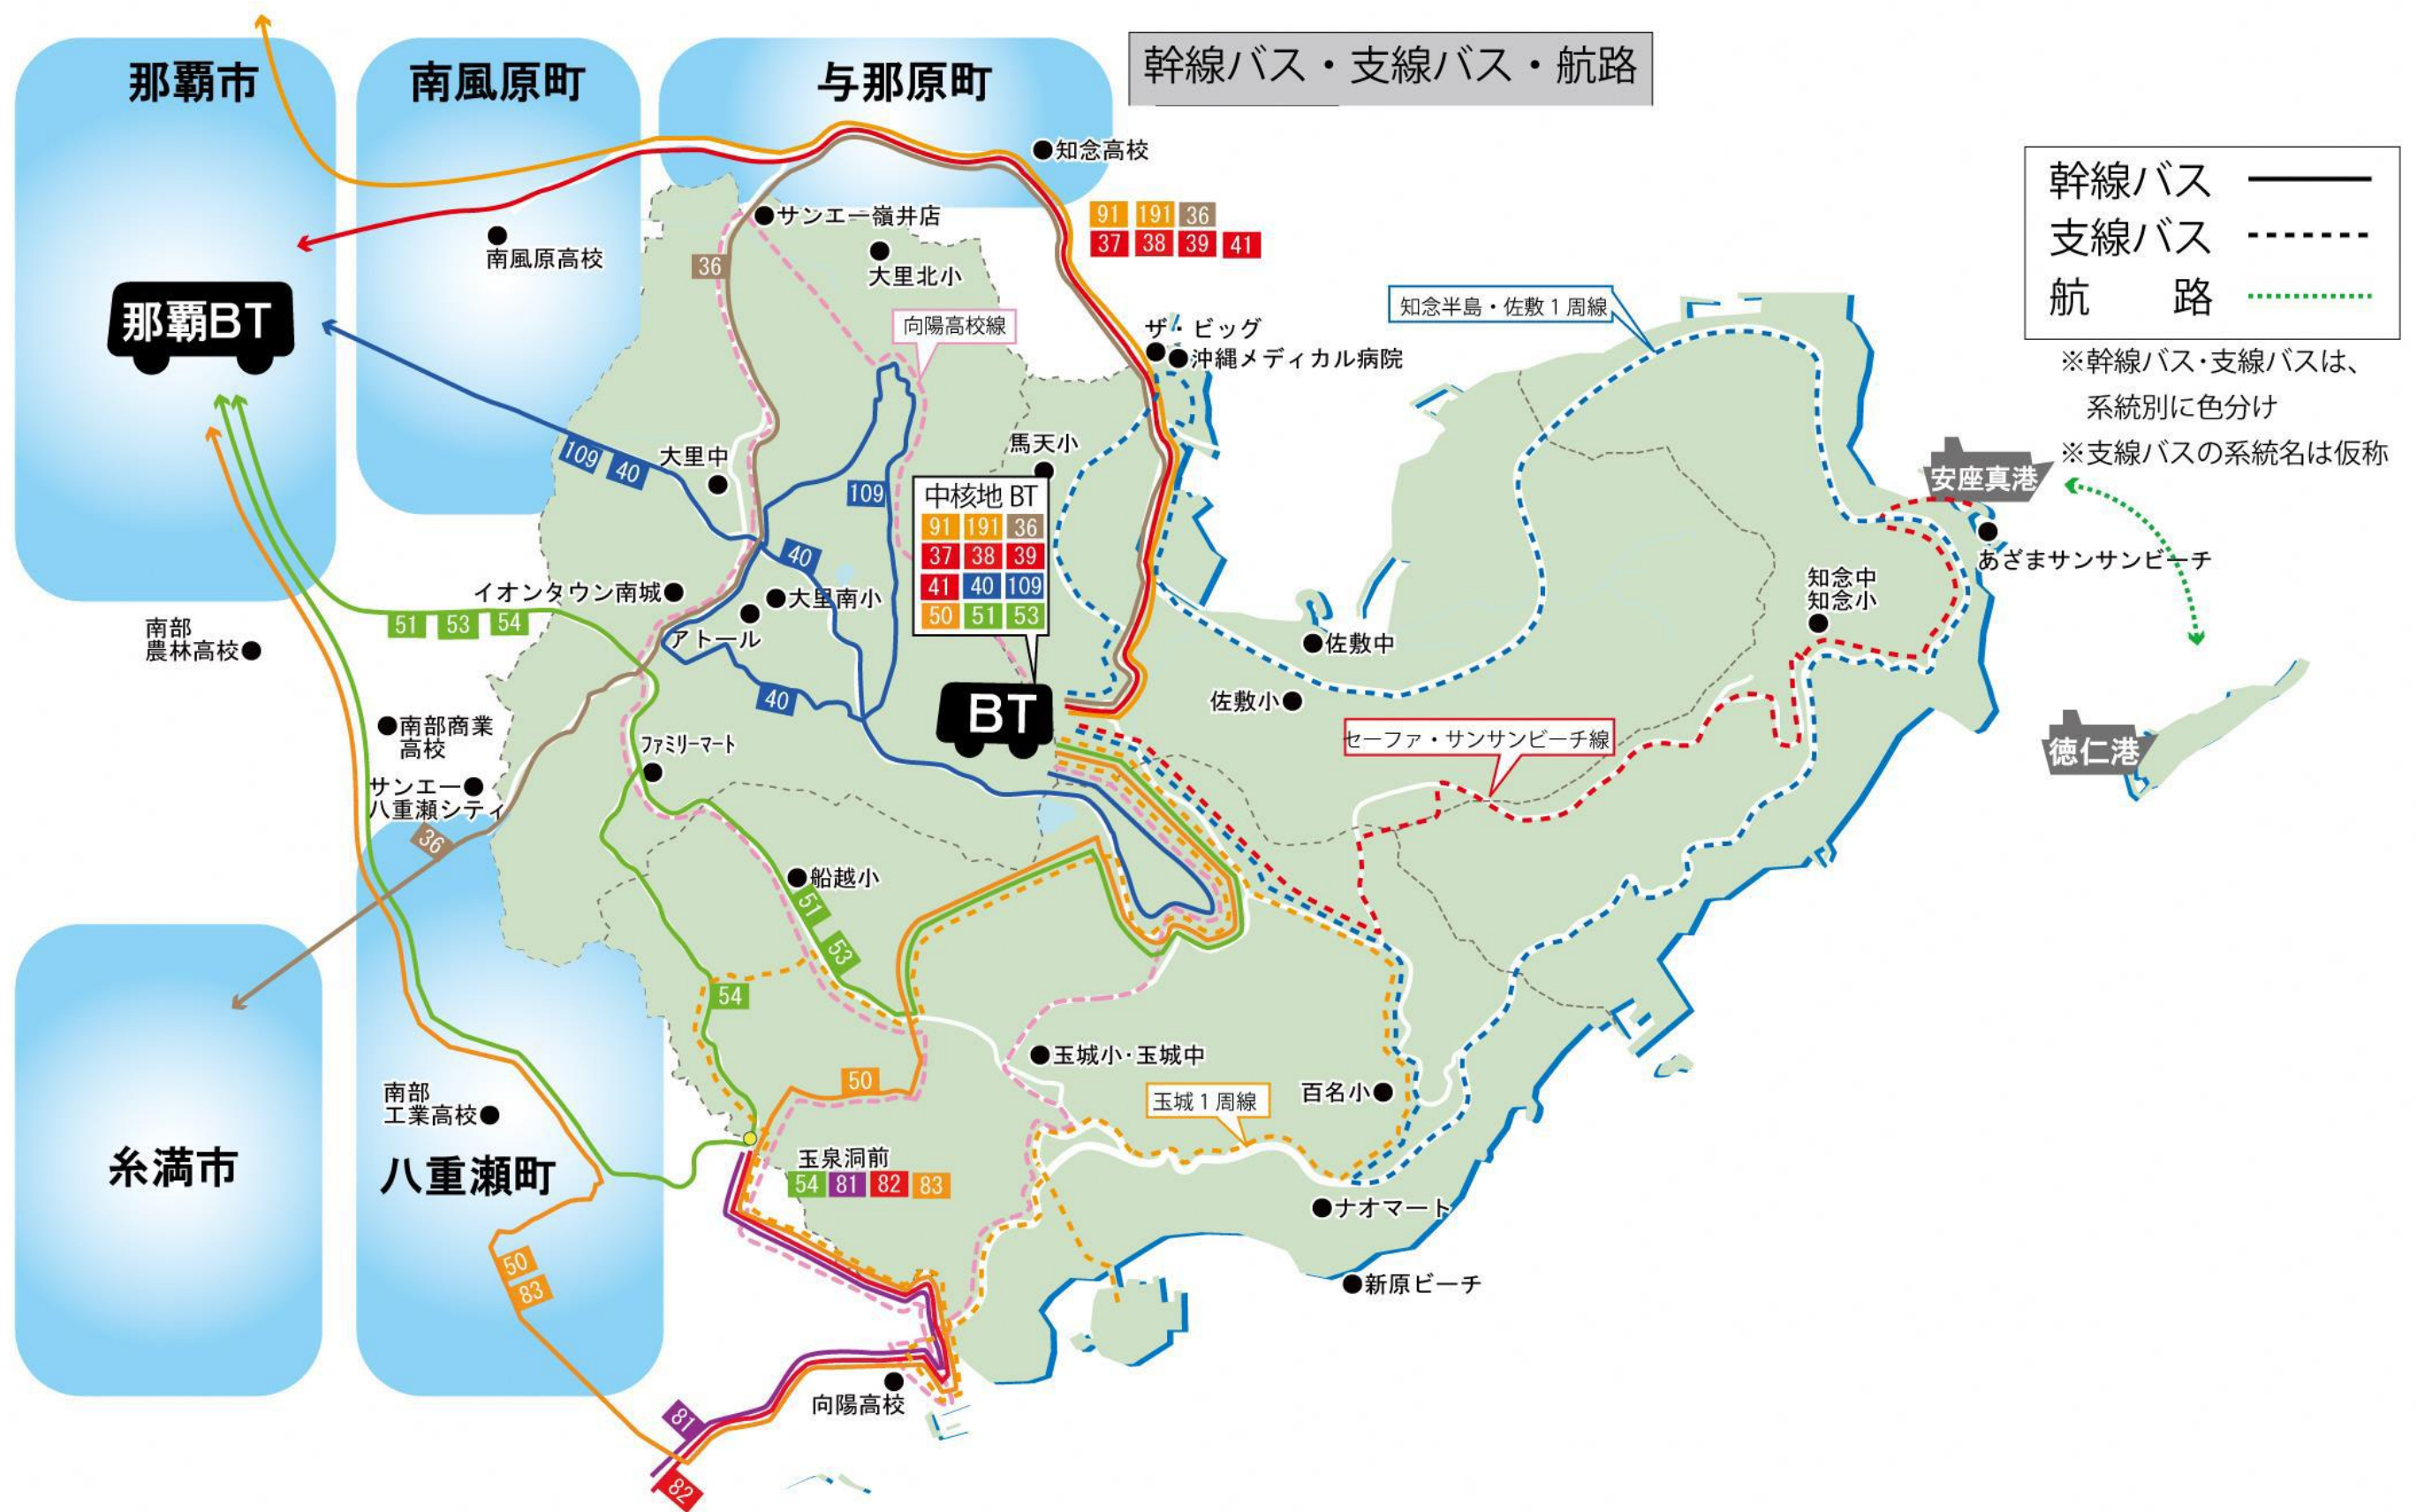 幹線バス・支線バス・航路
那覇市
南風原町
与那原町
知念高校
幹線バス
支線バス
航　　路
※幹線バス・支線バスは、
系統別に色分け
※支線バスの系統名は仮称
サンエー嶺井店
91 191 36
37 38 39 41
南風原高校
大里北小
36
那覇BT
向陽高校線
ザ・ビッグ
沖縄メディカル病院
知念半島・佐敷1周線
109 40
大里中
馬天小
109
中核地BT
91 191 36
37 38 39
41 40 109
50 51 53
安座真港
あざまサンサンビーチ
40
イオンタウン南城
大里南小
アトール
知念中
知念小
51 53 54
南部
農林高校
佐敷中
佐敷小
40
BT
セーファ・サンサンビーチ線
徳仁港
南部商業
高校
ファミリーマート
サンエー
八重瀬シティ
36
船越小
51
53
54
玉城小・玉城中
50
玉城1周線
百名小
南部
工業高校
糸満市
八重瀬町
玉泉洞前
54 81 82 83
ナオマート
50
83
新原ビーチ
向陽高校
81
82